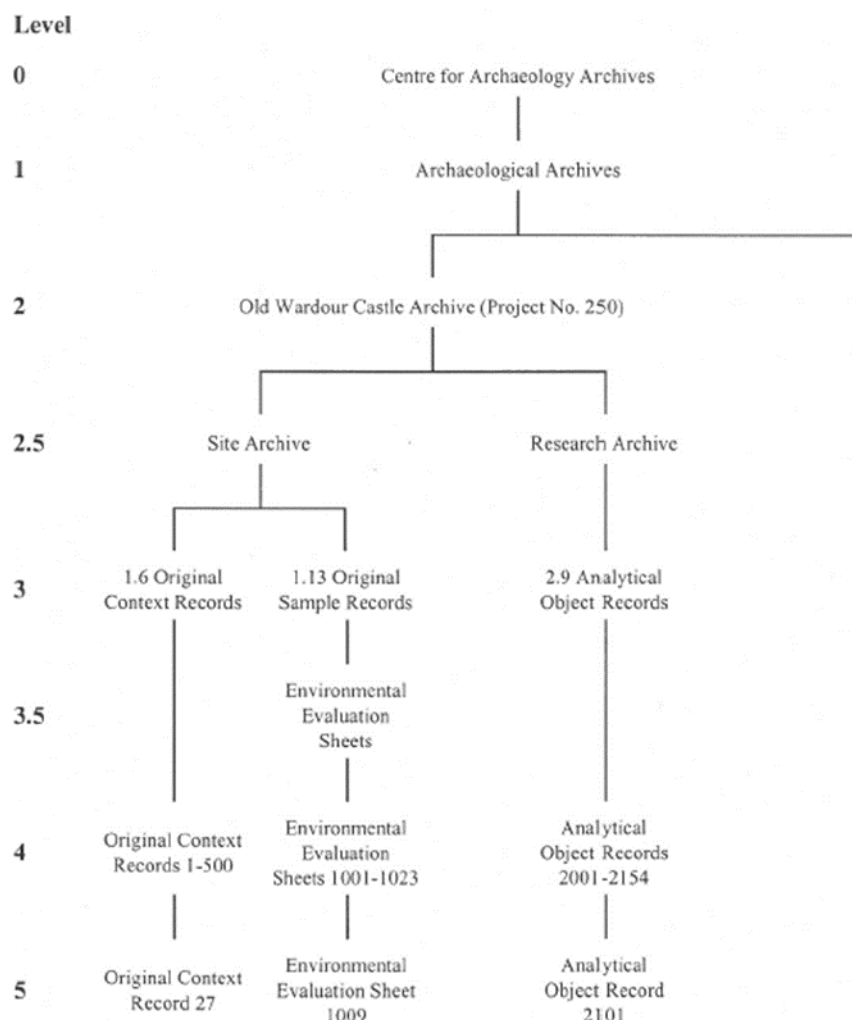 Level
0
Centre for Archaeology Archives
1
Archaeological Archives
2
Old Wardour Castle Archive (Project No. 250)
2.5
Site Archive
Research Archive
3
1.6 Original
Context Records
1.13 Original
Sample Records
2.9 Analytical
Object Records
3.5
Environmental
Evaluation
Sheets
4
Original Context
Records 1-500
Environmental
Evaluation
Sheets 1001-1023
Analytical
Object Records
2001-2154
5
Original Context
Record 27
Environmental
Evaluation Sheet
1009
Analytical
Object Record
2101